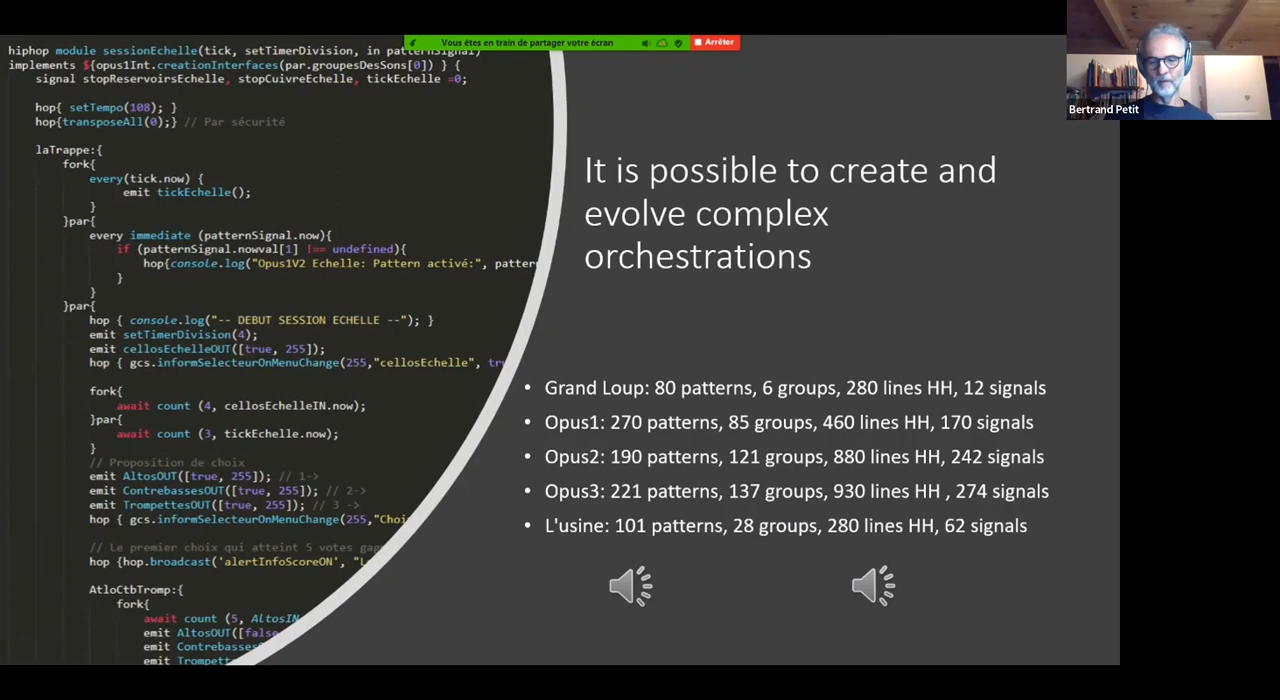 Vous êtes en train de partager votre écran
Arrêter
Bertrand Petit
hiphop module sessionEchelle(tick, setTimerDivision, in patternSignal)
implements ${opus1Int.creationInterfaces(par.groupesDesSons[0]) } {
signal stopReservoirsEchelle, stopCuivreEchelle, tickEchelle =0;
hop{ setTempo(108); }
hop{transposeAll(0);} // Par sécurité
laTrappe:{
fork{
every(tick.now) {
emit tickEchelle();
}
}par{
every immediate (patternSignal.now){
if (patternSignal.nowval[1] !== undefined){
hop{console.log("Opus1V2 Echelle: Pattern activé:", pattern
}
}
}par{
hop { console.log("-- DEBUT SESSION ECHELLE --"); }
emit setTimerDivision(4);
emit cellosEchelleOUT([true, 255]);
hop { gcs.informSelecteurOnMenuChange(255,"cellosEchelle", tr
fork{
await count (4, cellosEchelleIN.now);
}par{
await count (3, tickEchelle.now);
}
// Proposition de choix
emit AltosOUT([true, 255]); // 1->
emit ContrebassesOUT([true, 255]); // 2->
emit TrompettesOUT([true, 255]); // 3 ->
hop { gcs.informSelecteurOnMenuChange(255,"Choi
// Le premier choix qui atteint 5 votes gag
hop {hop.broadcast('alertInfoScoreON', "L
AtloCtbTromp:{
fork{
await count (5, AltosIN
emit AltosOUT([false
emit Contrebasses
emit Trompette
It is possible to create and
evolve complex
orchestrations
• Grand Loup: 80 patterns, 6 groups, 280 lines HH, 12 signals
• Opus1: 270 patterns, 85 groups, 460 lines HH, 170 signals
• Opus2: 190 patterns, 121 groups, 880 lines HH, 242 signals
• Opus3: 221 patterns, 137 groups, 930 lines HH , 274 signals
• L'usine: 101 patterns, 28 groups, 280 lines HH, 62 signals